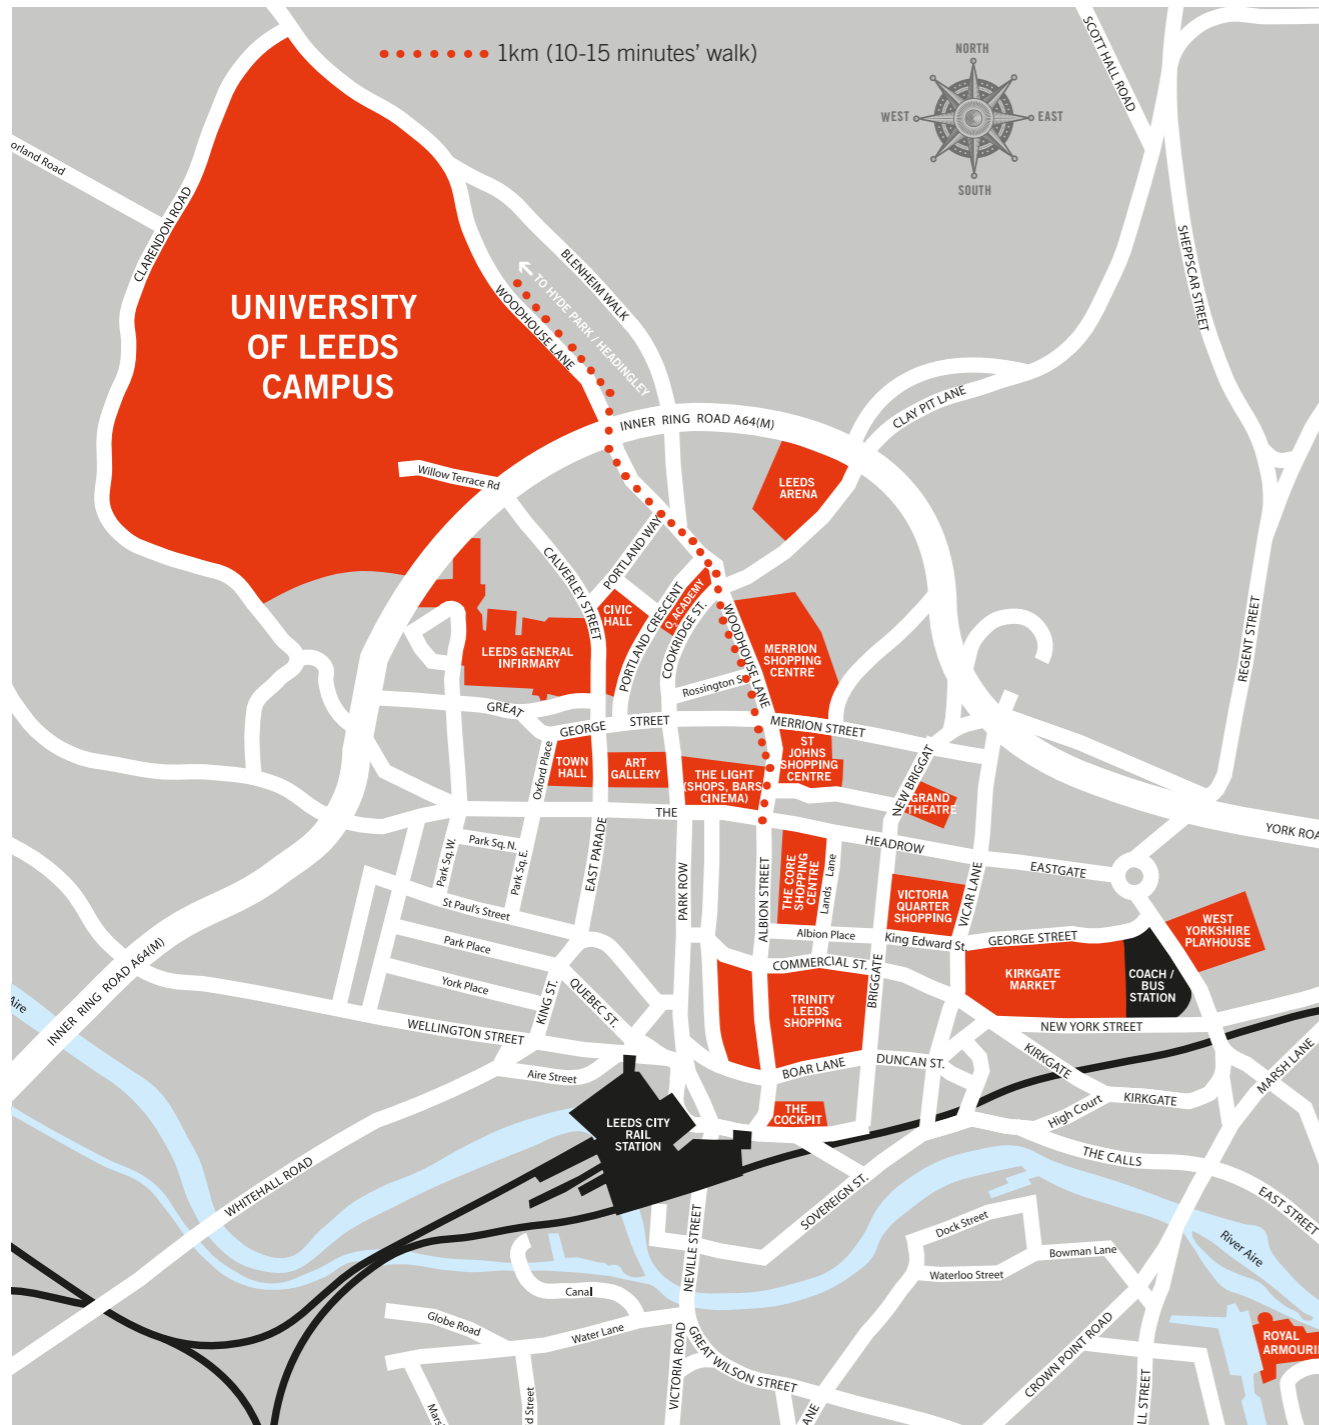 1km (10-15 minutes’ walk)
NORTH
WEST
EAST
SOUTH
SCOTT HALL ROAD
orland Road
CLARENDON ROAD
SHEPPSCAR STREET
BLENHEIM WALK
TO HYDE PARK / HEADINGLEY
WOODHOUSE LANE
UNIVERSITY
OF LEEDS
CAMPUS
INNER RING ROAD A64(M)
CLAY PIT LANE
Willow Terrace Rd
LEEDS
ARENA
PORTLAND WAY
CALVERLEY STREET
CIVIC
HALL
PORTLAND CRESCENT
O2 ACADEMY
COOKRIDGE ST.
WOODHOUSE LANE
LEEDS GENERAL
INFIRMARY
MERRION
SHOPPING
CENTRE
REGENT STREET
Rossington S
GREAT
GEORGE
STREET
MERRION STREET
Oxford Place
TOWN
HALL
ART
GALLERY
THE LIGHT
(SHOPS, BARS
CINEMA)
ST
JOHNS
SHOPPING
CENTRE
NEW BRIGGAT
GRAND
THEATRE
THE
HEADROW
EASTGATE
YORK ROA
Park Sq. W.
Park Sq. N.
Park Sq. E.
EAST PARADE
PARK ROW
ALBION STREET
THE CORE
SHOPPING
CENTRE
Lands Lane
VICTORIA
QUARTER
SHOPPING
VICAR LANE
St Paul's Street
Park Place
York Place
Albion Place
King Edward St.
GEORGE STREET
WEST
YORKSHIRE
PLAYHOUSE
COMMERCIAL ST.
BRIGGATE
KIRKGATE
MARKET
COACH /
BUS
STATION
INNER RING ROAD A64(M)
Aire
KING ST.
QUEBEC ST.
TRINITY
LEEDS
SHOPPING
WELLINGTON STREET
NEW YORK STREET
Aire Street
BOAR LANE
DUNCAN ST.
KIRKGATE
KIRKGATE
MARSH LANE
THE
COCKPIT
High Court
LEEDS CITY
RAIL
STATION
THE CALLS
WHITEHALL ROAD
SOVEREIGN ST.
EAST STREET
NEVILLE STREET
Dock Street
Bowman Lane
Waterloo Street
River Aire
Canal
Globe Road
Water Lane
VICTORIA ROAD
GREAT WILSON STREET
CROWN POINT ROAD
ROYAL
ARMOURI
Mars
d Street
ANE
LL STREET